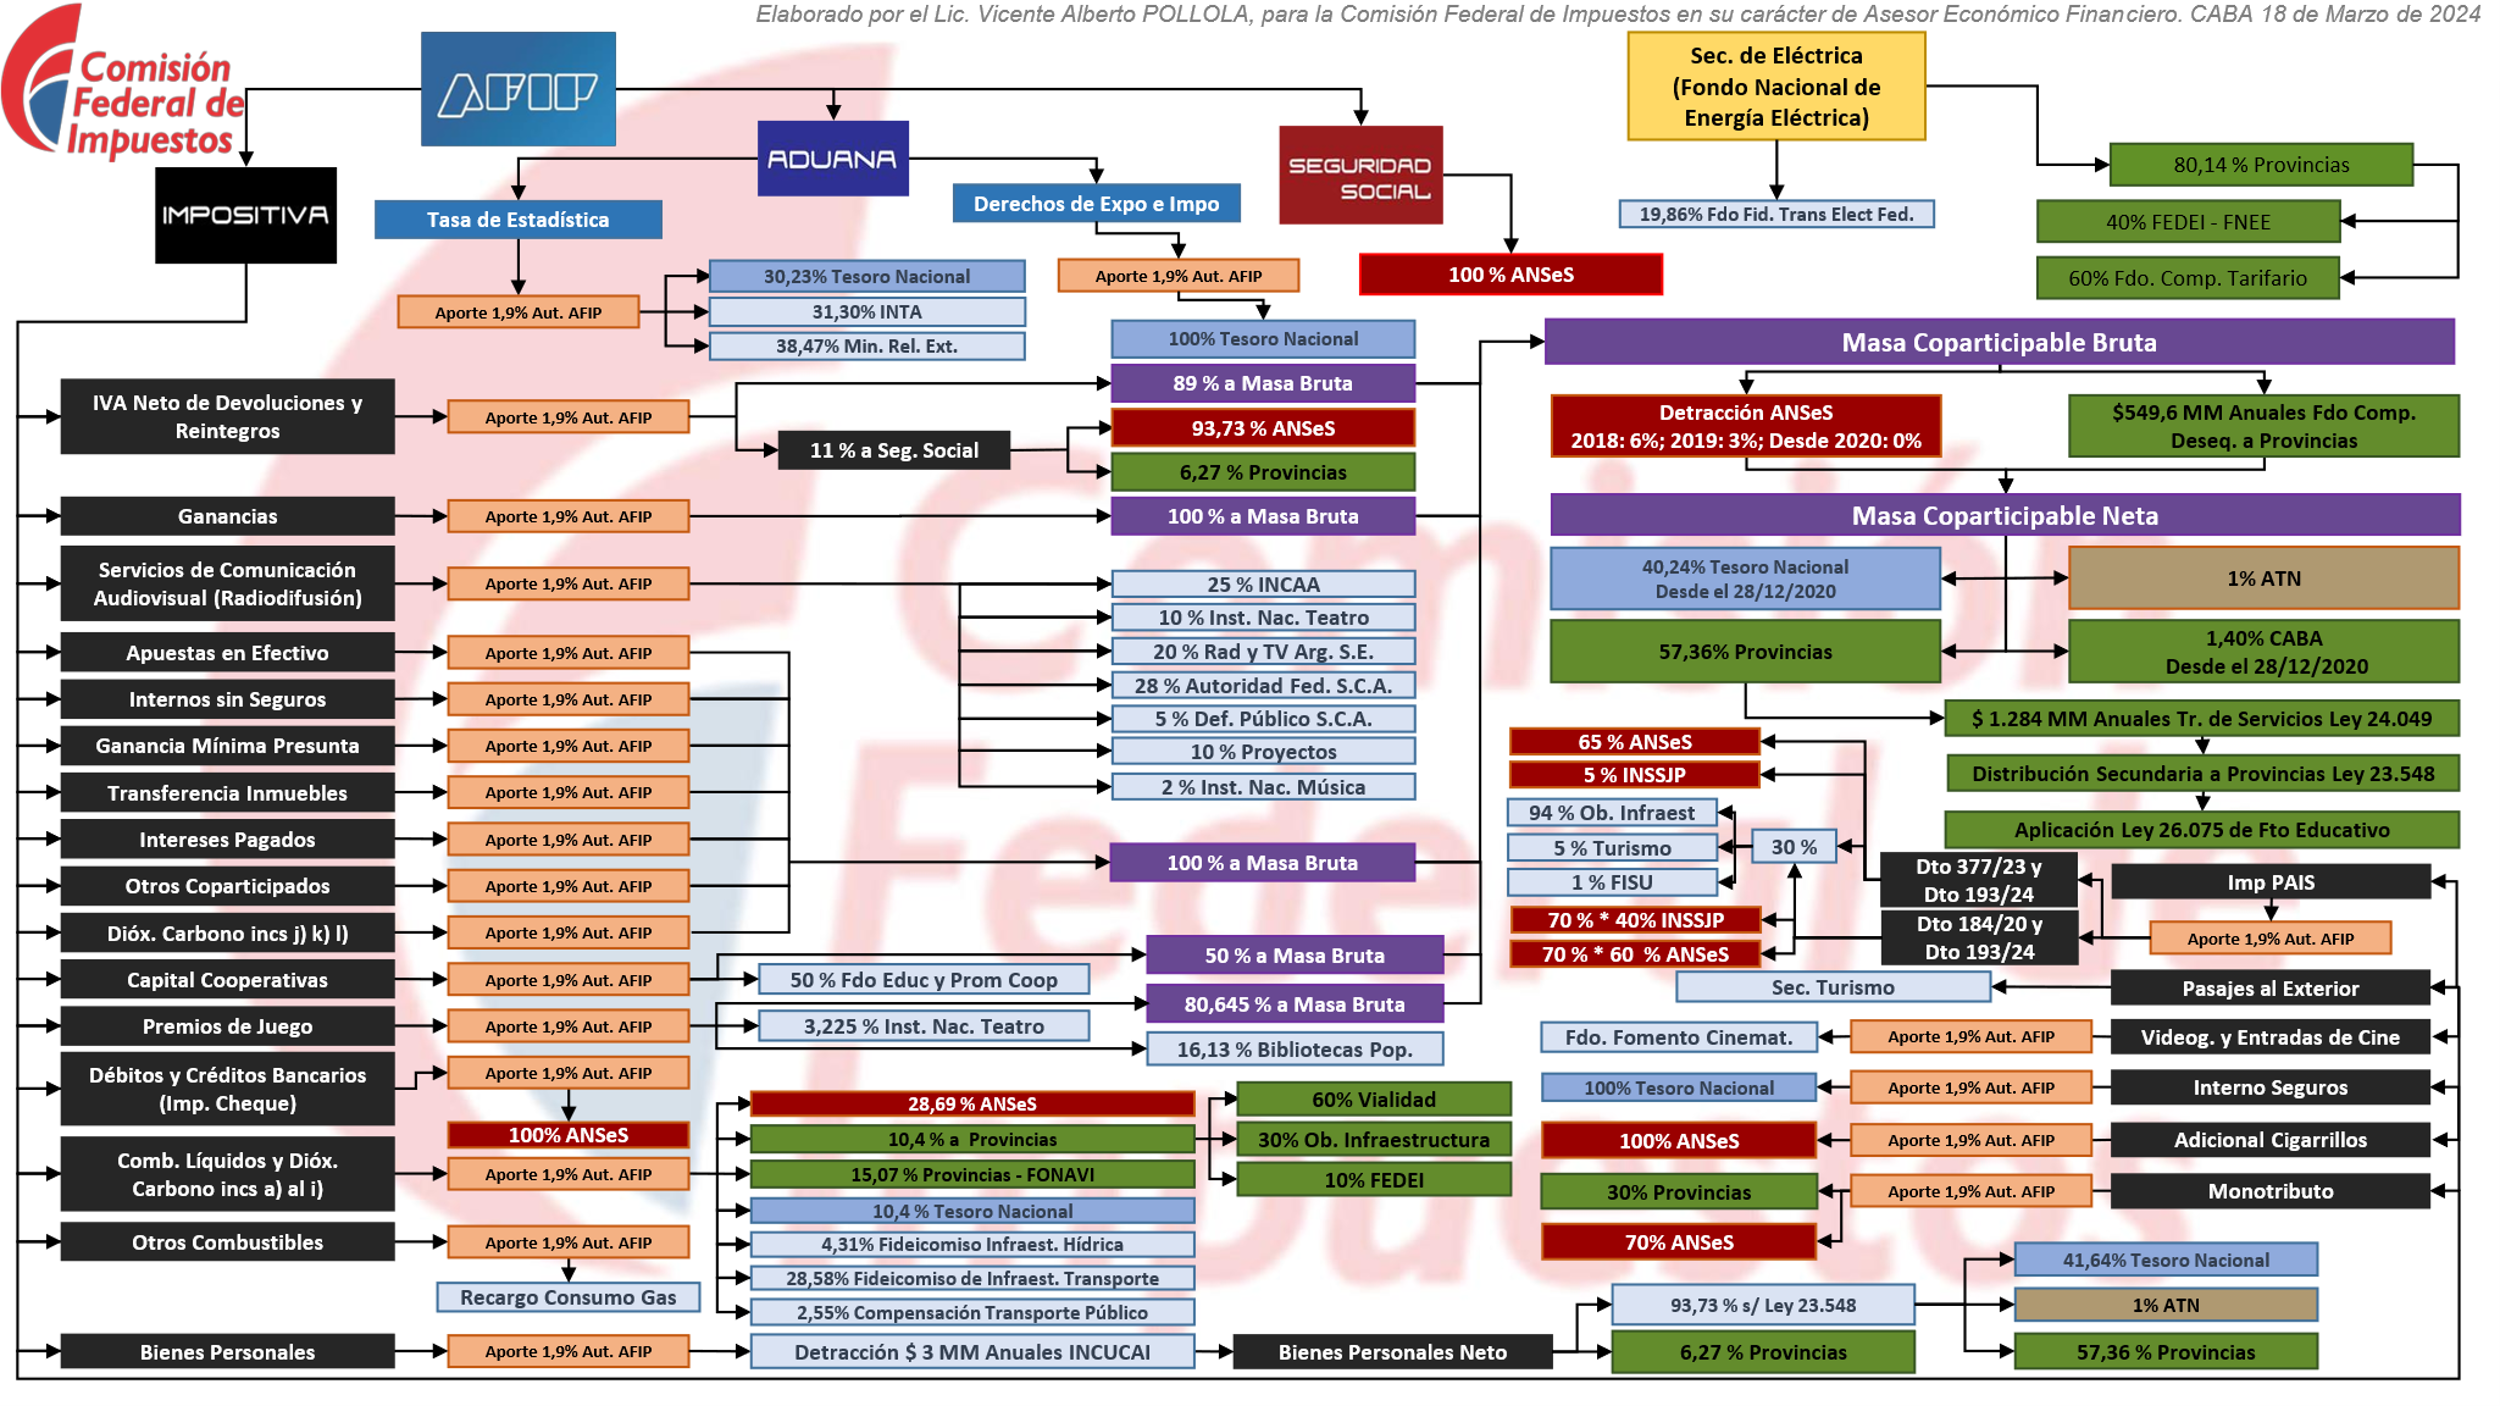 Elaborado por el Lic. Vicente Alberto POLLOLA, para la Comisión Federal de Impuestos en su carácter de Asesor Económico Financiero. CABA 18 de Marzo de 2024
Comisión
Federal de
Impuestos
AFIP
IMPOSITIVA
ADUANA
SEGURIDAD
SOCIAL
Sec. de Eléctrica
(Fondo Nacional de
Energía Eléctrica)
80,14 % Provincias
19,86% Fdo Fid. Trans Elect Fed.
40% FEDEI - FNEE
60% Fdo. Comp. Tarifario
Tasa de Estadística
Derechos de Expo e Impo
Aporte 1,9% Aut. AFIP
30,23% Tesoro Nacional
31,30% INTA
38,47% Min. Rel. Ext.
Aporte 1,9% Aut. AFIP
100% Tesoro Nacional
100 % ANSeS
IVA Neto de Devoluciones y
Reintegros
Aporte 1,9% Aut. AFIP
89 % a Masa Bruta
11 % a Seg. Social
93,73 % ANSeS
6,27 % Provincias
Ganancias
Aporte 1,9% Aut. AFIP
100 % a Masa Bruta
Servicios de Comunicación
Audiovisual (Radiodifusión)
Aporte 1,9% Aut. AFIP
25 % INCAA
10 % Inst. Nac. Teatro
20 % Rad y TV Arg. S.E.
28 % Autoridad Fed. S.C.A.
5 % Def. Público S.C.A.
10 % Proyectos
2 % Inst. Nac. Música
Apuestas en Efectivo
Aporte 1,9% Aut. AFIP
Internos sin Seguros
Aporte 1,9% Aut. AFIP
Ganancia Mínima Presunta
Aporte 1,9% Aut. AFIP
Transferencia Inmuebles
Aporte 1,9% Aut. AFIP
Intereses Pagados
Aporte 1,9% Aut. AFIP
Otros Coparticipados
Aporte 1,9% Aut. AFIP
Dióx. Carbono incs j) k) l)
Aporte 1,9% Aut. AFIP
100 % a Masa Bruta
Capital Cooperativas
Aporte 1,9% Aut. AFIP
50 % a Masa Bruta
50 % Fdo Educ y Prom Coop
Premios de Juego
Aporte 1,9% Aut. AFIP
80,645 % a Masa Bruta
3,225 % Inst. Nac. Teatro
16,13 % Bibliotecas Pop.
Débitos y Créditos Bancarios
(Imp. Cheque)
Aporte 1,9% Aut. AFIP
100% ANSeS
Comb. Líquidos y Dióx.
Carbono incs a) al i)
Aporte 1,9% Aut. AFIP
28,69 % ANSeS
10,4 % a Provincias
15,07 % Provincias - FONAVI
10,4 % Tesoro Nacional
4,31% Fideicomiso Infraest. Hídrica
28,58% Fideicomiso de Infraest. Transporte
2,55% Compensación Transporte Público
60% Vialidad
30% Ob. Infraestructura
10% FEDEI
Otros Combustibles
Aporte 1,9% Aut. AFIP
Recargo Consumo Gas
Bienes Personales
Aporte 1,9% Aut. AFIP
Detracción $ 3 MM Anuales INCUCAI
Bienes Personales Neto
93,73 % s/ Ley 23.548
6,27 % Provincias
41,64% Tesoro Nacional
1% ATN
57,36 % Provincias
Masa Coparticipable Bruta
Detracción ANSeS
2018: 6%; 2019: 3%; Desde 2020: 0%
$549,6 MM Anuales Fdo Comp.
Deseq. a Provincias
Masa Coparticipable Neta
40,24% Tesoro Nacional
Desde el 28/12/2020
1% ATN
57,36% Provincias
1,40% CABA
Desde el 28/12/2020
$ 1.284 MM Anuales Tr. de Servicios Ley 24.049
Distribución Secundaria a Provincias Ley 23.548
Aplicación Ley 26.075 de Fto Educativo
65 % ANSeS
5 % INSSJP
94 % Ob. Infraest
5 % Turismo
1 % FISU
30 %
70 % * 40% INSSJP
70 % * 60 % ANSeS
Dto 377/23 y
Dto 193/24
Dto 184/20 y
Dto 193/24
Imp PAIS
Aporte 1,9% Aut. AFIP
Sec. Turismo
Pasajes al Exterior
Fdo. Fomento Cinemat.
Aporte 1,9% Aut. AFIP
Videog. y Entradas de Cine
100% Tesoro Nacional
Aporte 1,9% Aut. AFIP
Interno Seguros
100% ANSeS
Aporte 1,9% Aut. AFIP
Adicional Cigarrillos
30% Provincias
Aporte 1,9% Aut. AFIP
Monotributo
70% ANSeS